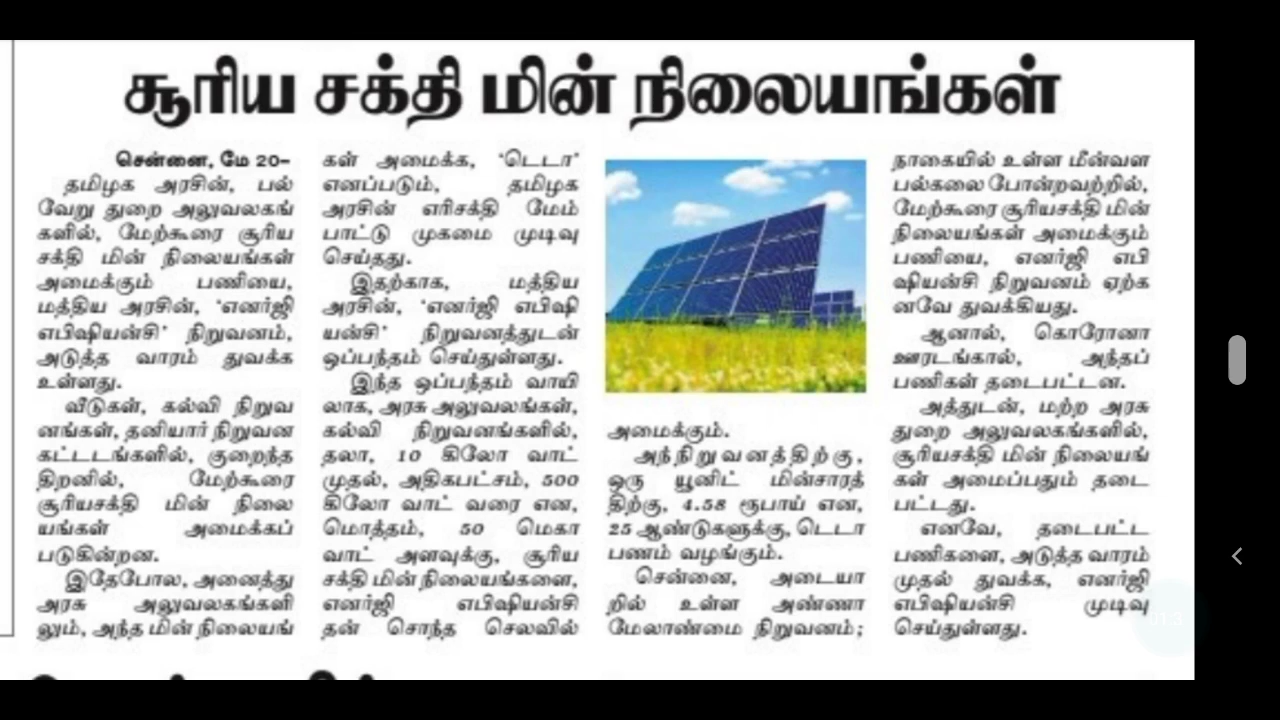 சூரிய சக்தி மின் நிலையங்கள்
சென்னை, மே 20–
தமிழக அரசின், பல்
வேறு துறை அலுவலகங்
களில், மேற்கூரை சூரிய
சக்தி மின் நிலையங்கள்
அமைக்கும் பணியை,
மத்திய அரசின், 'எனர்ஜி
எபிஷியன்சி' நிறுவனம்,
அடுத்த வாரம் துவக்க
உள்ளது.
வீடுகள், கல்வி நிறுவ
னங்கள், தனியார் நிறுவன
கட்டடங்களில், குறைந்த
திறனில், மேற்கூரை
சூரியசக்தி மின் நிலை
யங்கள் அமைக்கப்
படுகின்றன.
இதேபோல, அனைத்து
அரசு அலுவலகங்களி
லும், அந்த மின் நிலையங்
கள் அமைக்க, 'டெடா'
எனப்படும், தமிழக
அரசின் எரிசக்தி மேம்
பாட்டு முகமை முடிவு
செய்தது.
இதற்காக, மத்திய
அரசின், 'எனர்ஜி எபிஷி
யன்சி' நிறுவனத்துடன்
ஒப்பந்தம் செய்துள்ளது.
இந்த ஒப்பந்தம் வாயி
லாக, அரசு அலுவலங்கள்,
கல்வி நிறுவனங்களில்,
தலா, 10 கிலோ வாட்
முதல், அதிகபட்சம், 500
கிலோ வாட் வரை என,
மொத்தம், 50 மெகா
வாட் அளவுக்கு, சூரிய
சக்தி மின் நிலையங்களை,
எனர்ஜி எபிஷியன்சி
தன் சொந்த செலவில்
அமைக்கும்.
அந்நிறுவனத்திற்கு,
ஒரு யூனிட் மின்சாரத்
திற்கு, 4.58 ரூபாய் என,
25 ஆண்டுகளுக்கு, டெடா
பணம் வழங்கும்.
சென்னை, அடையா
றில் உள்ள அண்ணா
மேலாண்மை நிறுவனம்;
நாகையில் உள்ள மீன்வள
பல்கலை போன்றவற்றில்,
மேற்கூரை சூரியசக்தி மின்
நிலையங்கள் அமைக்கும்
பணியை, எனர்ஜி எபி
ஷியன்சி நிறுவனம் ஏற்க
னவே துவக்கியது.
ஆனால், கொரோனா
ஊரடங்கால், அந்தப்
பணிகள் தடைபட்டன.
அத்துடன், மற்ற அரசு
துறை அலுவலகங்களில்,
சூரியசக்தி மின் நிலையங்
கள் அமைப்பதும் தடை
பட்டது.
எனவே, தடைபட்ட
பணிகளை, அடுத்த வாரம்
முதல் துவக்க, எனர்ஜி
எபிஷியன்சி முடிவு
செய்துள்ளது.